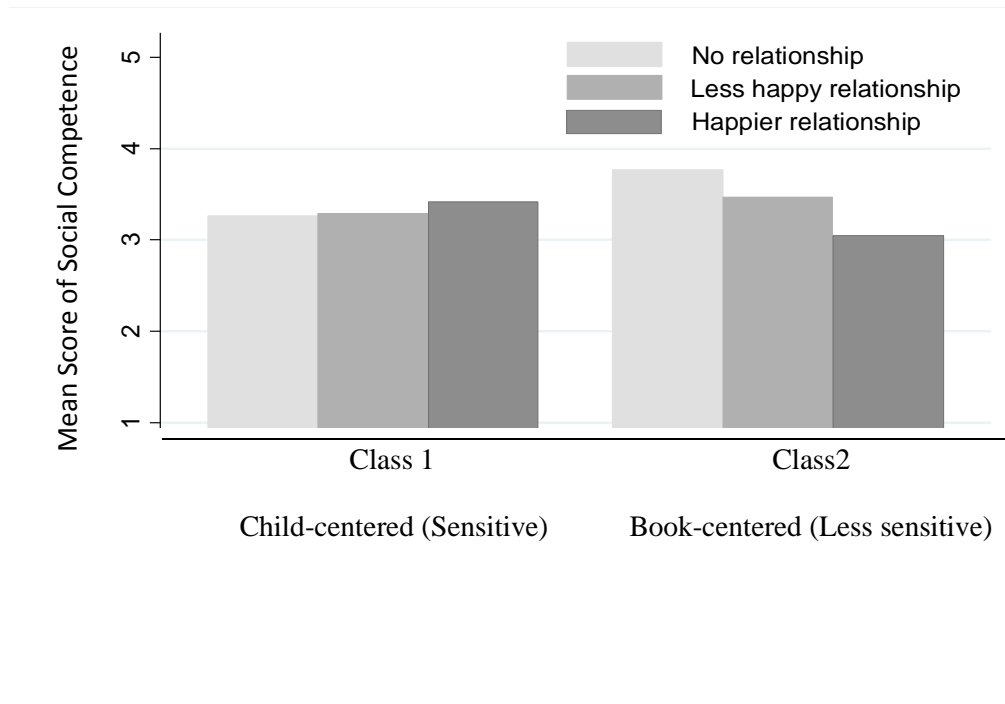 Mean Score of Social Competence
5
4
3
2
1
No relationship
Less happy relationship
Happier relationship
Class 1
Class2
Child-centered (Sensitive)
Book-centered (Less sensitive)